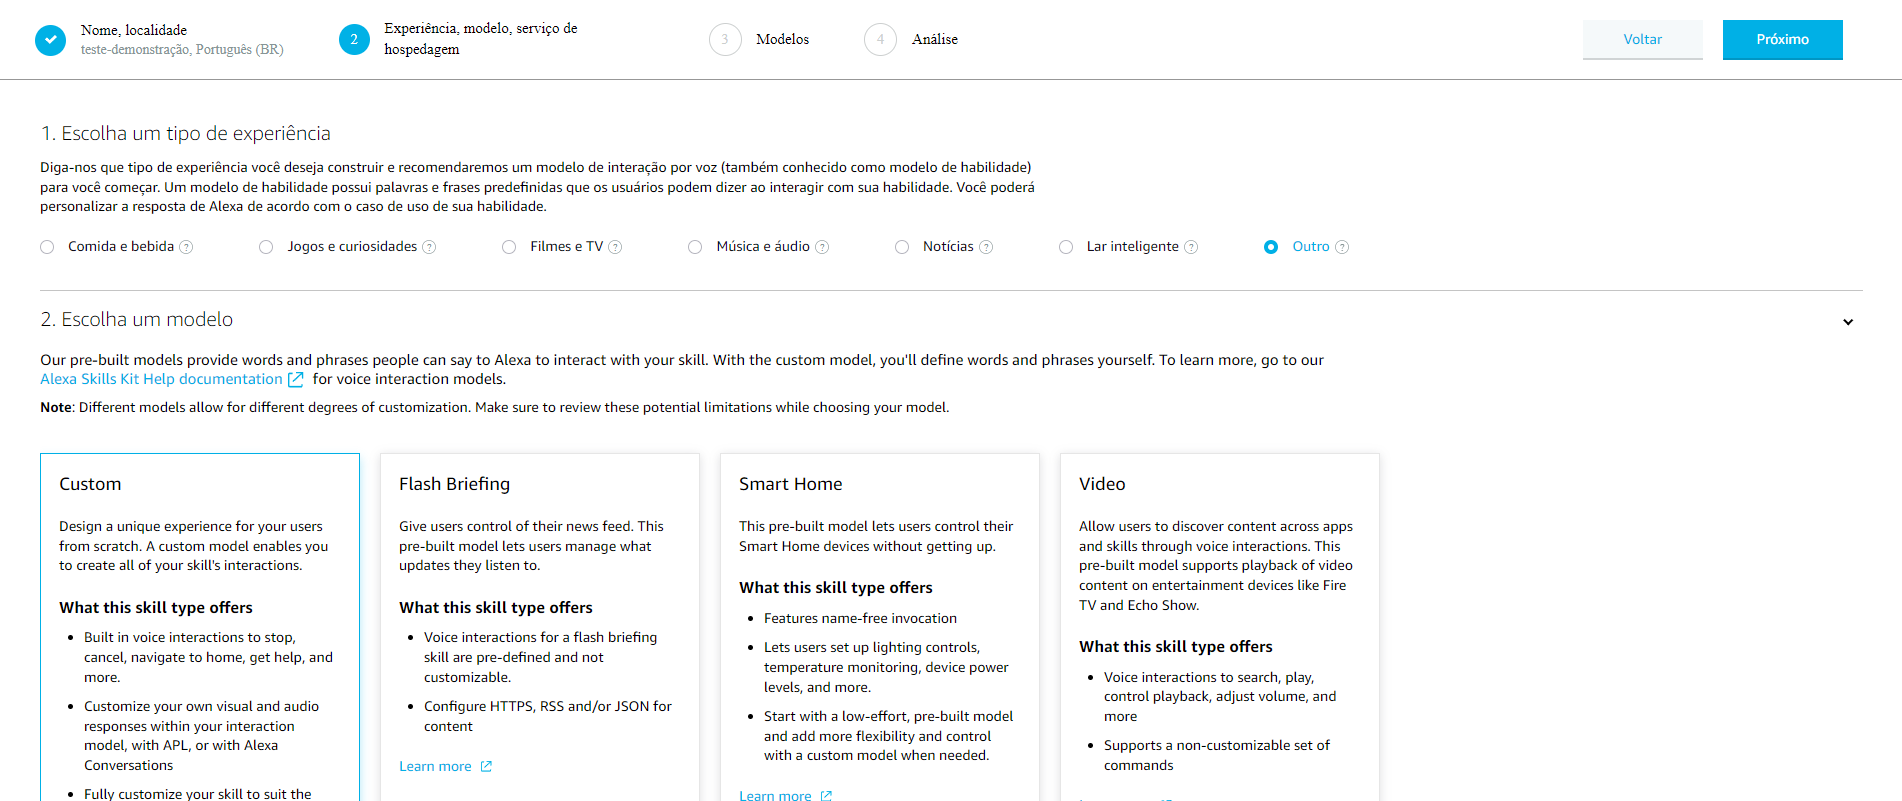 Nome, localidade
teste-demonstração, Português (BR)
2
Experiência, modelo, serviço de
hospedagem
3
Modelos
4
Análise
Voltar
Próximo
1. Escolha um tipo de experiência
Diga-nos que tipo de experiência você deseja construir e recomendaremos um modelo de interação por voz (também conhecido como modelo de habilidade)
para você começar. Um modelo de habilidade possui palavras e frases predefinidas que os usuários podem dizer ao interagir com sua habilidade. Você poderá
personalizar a resposta de Alexa de acordo com o caso de uso de sua habilidade.
Comida e bebida ? Jogos e curiosidades ? Filmes e TV ? Música e áudio ? Notícias ? Lar inteligente ? Outro ?
2. Escolha um modelo
Our pre-built models provide words and phrases people can say to Alexa to interact with your skill. With the custom model, you'll define words and phrases yourself. To learn more, go to our
Alexa Skills Kit Help documentation for voice interaction models.
Note: Different models allow for different degrees of customization. Make sure to review these potential limitations while choosing your model.
Custom
Design a unique experience for your users
from scratch. A custom model enables you
to create all of your skill's interactions.
What this skill type offers
Built in voice interactions to stop,
cancel, navigate to home, get help, and
more.
Customize your own visual and audio
responses within your interaction
model, with APL, or with Alexa
Conversations
Fully customize your skill to suit the
Flash Briefing
Give users control of their news feed. This
pre-built model lets users manage what
updates they listen to.
What this skill type offers
Voice interactions for a flash briefing
skill are pre-defined and not
customizable.
Configure HTTPS, RSS and/or JSON for
content
Learn more
Smart Home
This pre-built model lets users control their
Smart Home devices without getting up.
What this skill type offers
Features name-free invocation
Lets users set up lighting controls,
temperature monitoring, device power
levels, and more.
Start with a low-effort, pre-built model
and add more flexibility and control
with a custom model when needed.
Learn more
Video
Allow users to discover content across apps
and skills through voice interactions. This
pre-built model supports playback of video
content on entertainment devices like Fire
TV and Echo Show.
What this skill type offers
Voice interactions to search, play,
control playback, adjust volume, and
more
Supports a non-customizable set of
commands